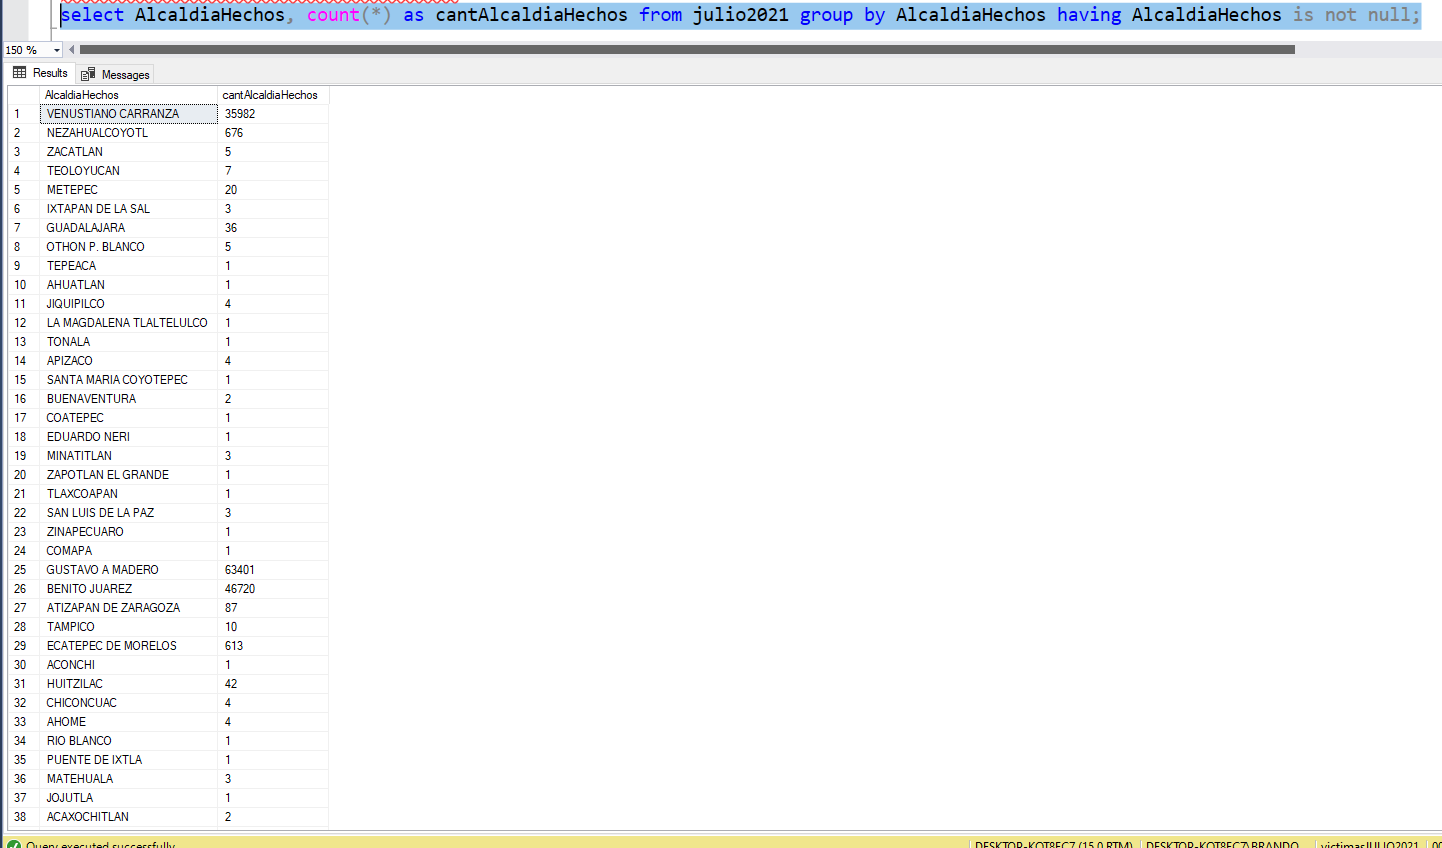 select AlcaldiaHechos, count(*) as cantAlcaldiaHechos from julio2021 group by AlcaldiaHechos having AlcaldiaHechos is not null;
150 %
Results Messages
AlcaldiaHechos cantAlcaldiaHechos
1 VENUSTIANO CARRANZA 35982
2 NEZAHUALCOYOTL 676
3 ZACATLAN 5
4 TEOLOYUCAN 7
5 METEPEC 20
6 IXTAPAN DE LA SAL 3
7 GUADALAJARA 36
8 OTHON P. BLANCO 5
9 TEPEACA 1
10 AHUATLAN 1
11 JIQUIPILCO 4
12 LA MAGDALENA TLALTELULCO 1
13 TONALA 1
14 APIZACO 4
15 SANTA MARIA COYOTEPEC 1
16 BUENAVENTURA 2
17 COATEPEC 1
18 EDUARDO NERI 1
19 MINATITLAN 3
20 ZAPOTLAN EL GRANDE 1
21 TLAXCOAPAN 1
22 SAN LUIS DE LA PAZ 3
23 ZINAPECUARO 1
24 COMAPA 1
25 GUSTAVO A MADERO 63401
26 BENITO JUAREZ 46720
27 ATIZAPAN DE ZARAGOZA 87
28 TAMPICO 10
29 ECATEPEC DE MORELOS 613
30 ACONCHI 1
31 HUITZILAC 42
32 CHICONCUAC 4
33 AHOME 4
34 RIO BLANCO 1
35 PUENTE DE IXTLA 1
36 MATEHUALA 3
37 JOJUTLA 1
38 ACAXOCHITLAN 2
Query executed successfully (15.0 RTM) victimasJULIO2021